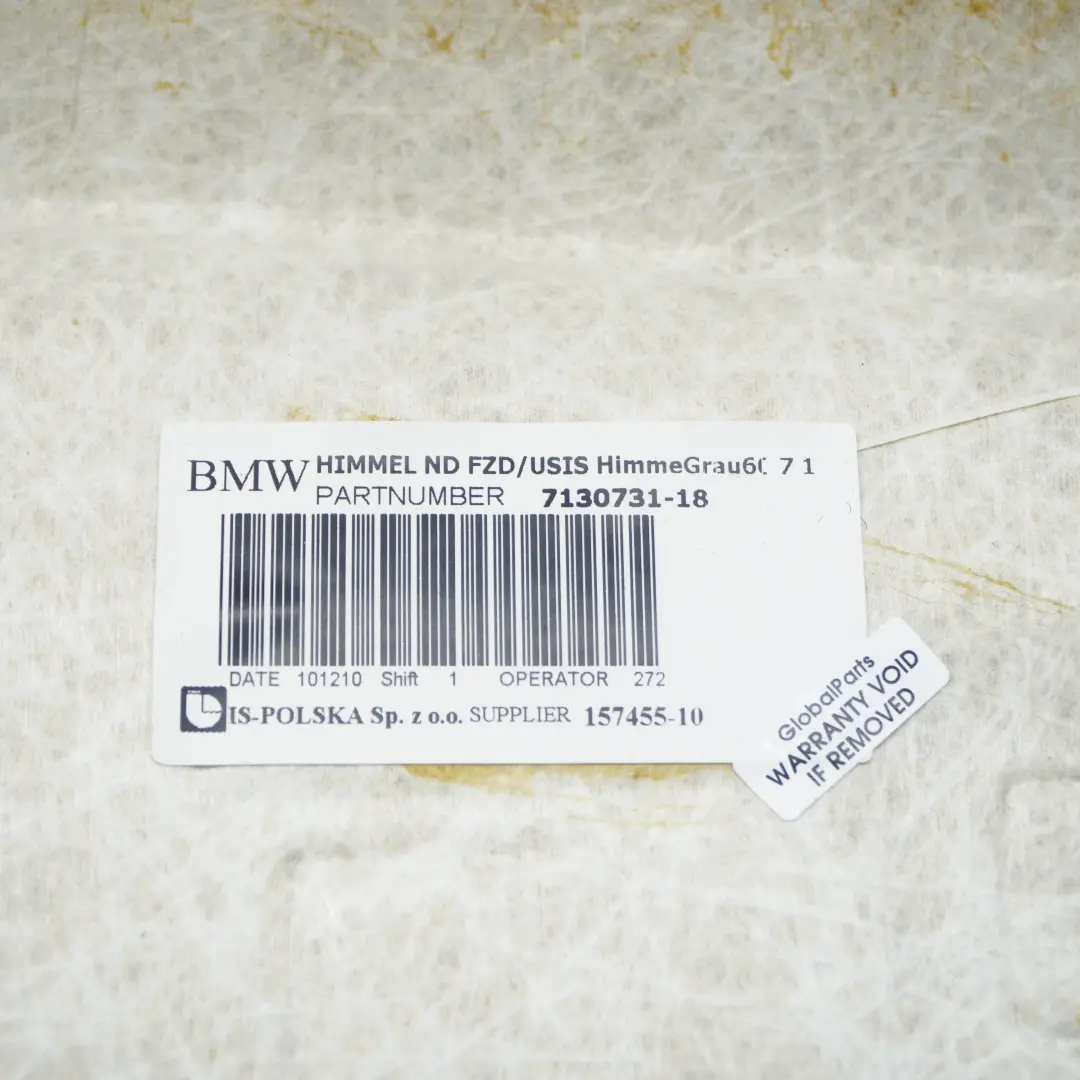 BMW HIMMEL ND FZD/USIS HimmeGrau60 7 1
PARTNUMBER 7130731-18
DATE 101210 Shift 1 OPERATOR 272
IS-POLSKA Sp. z o.o. SUPPLIER 157455-10
GlobalParts
WARRANTY VOID
IF REMOVED